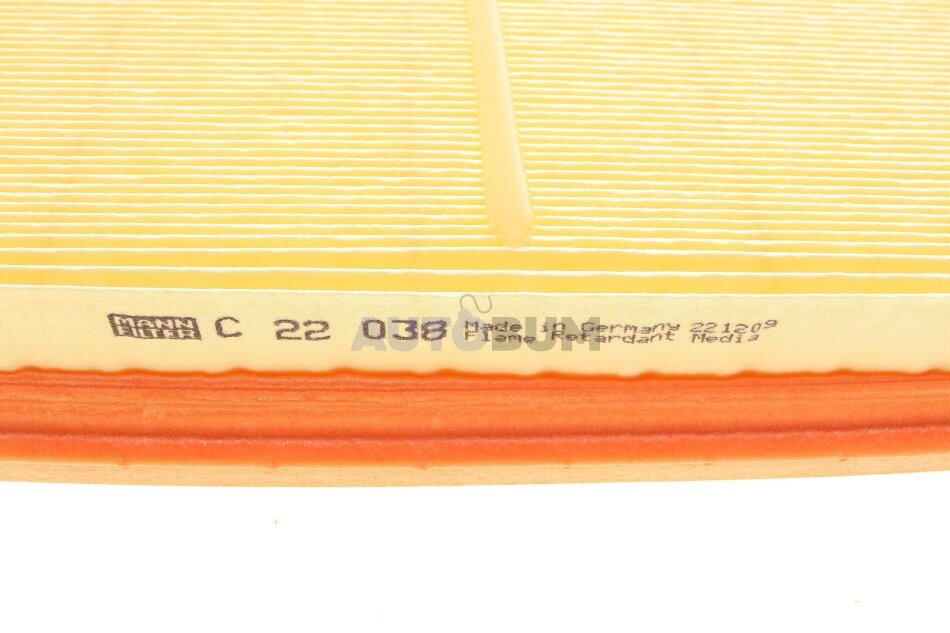 MANN FILTER C 22 038 Made in Germany 221209
Flame Retardant Media
AUTOBUM